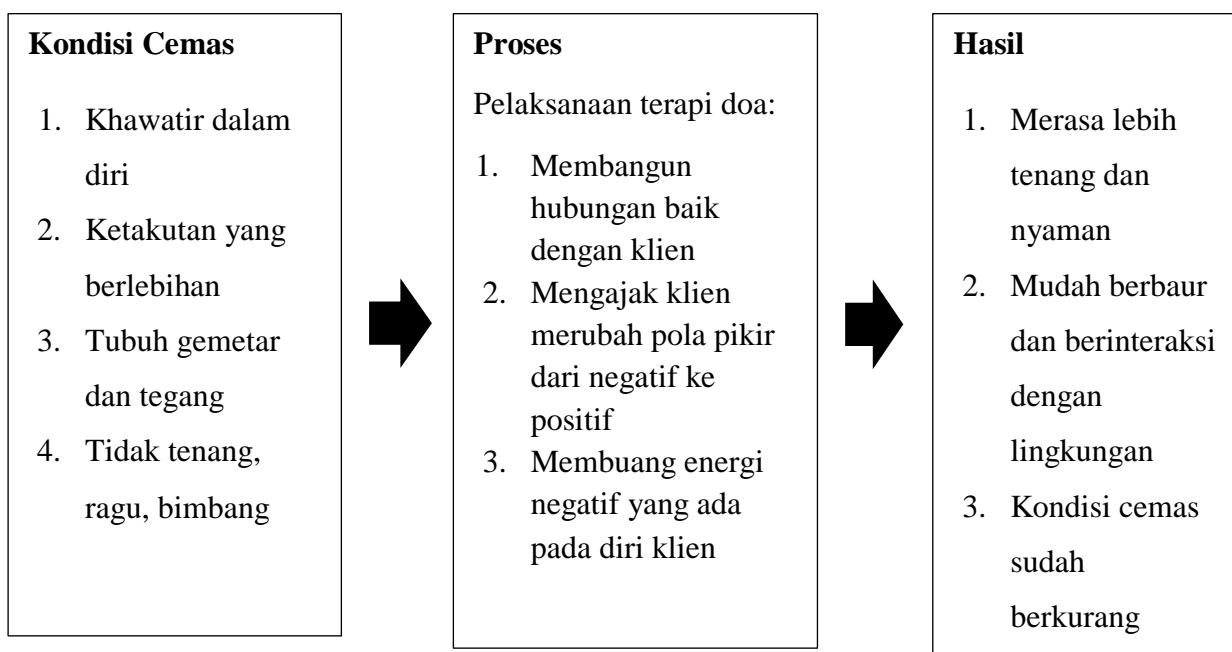 Kondisi Cemas
1. Khawatir dalam
diri
2. Ketakutan yang
berlebihan
3. Tubuh gemetar
dan tegang
4. Tidak tenang,
ragu, bimbang
Proses
Pelaksanaan terapi doa:
1. Membangun
hubungan baik
dengan klien
2. Mengajak klien
merubah pola pikir
dari negatif ke
positif
3. Membuang energi
negatif yang ada
pada diri klien
Hasil
1. Merasa lebih
tenang dan
nyaman
2. Mudah berbaur
dan berinteraksi
dengan
lingkungan
3. Kondisi cemas
sudah
berkurang